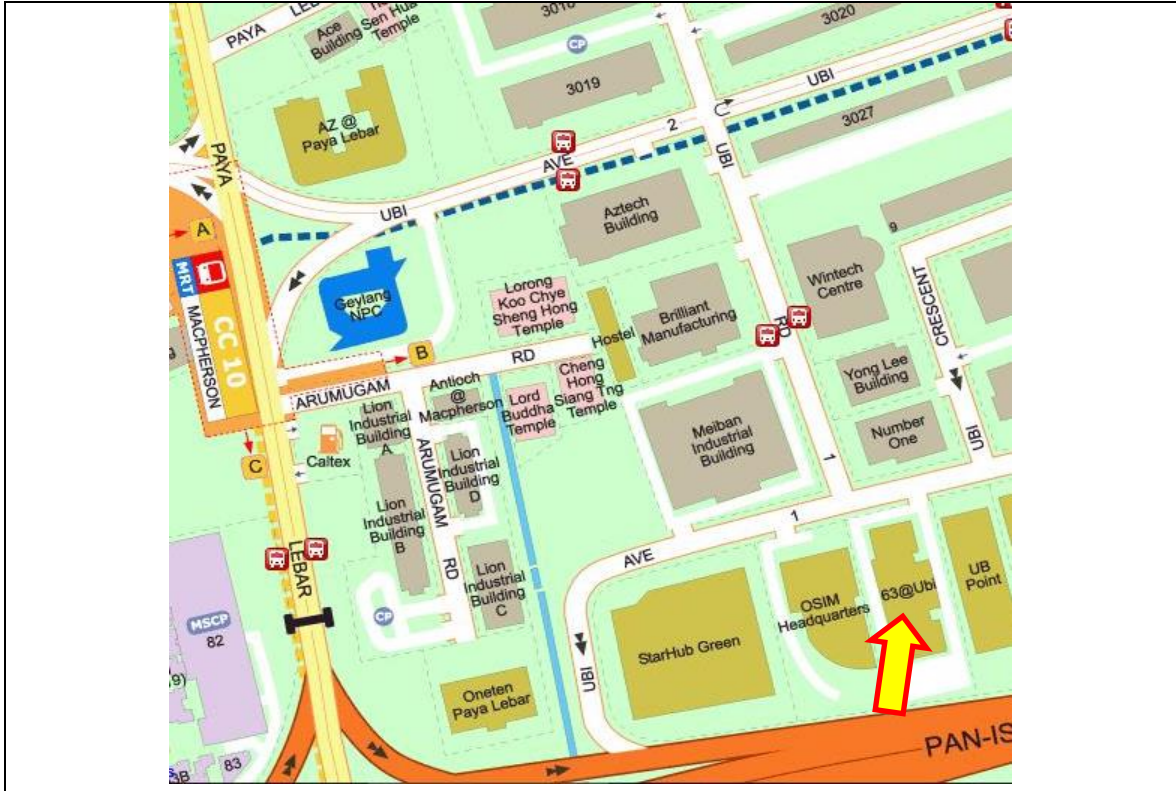 PAYA
LEB
Ace
Building
Sen Hua
Temple
3018
3020
CP
3019
UBI
AZ @
Paya Lebar
3027
2
AVE
UBI
UBI
PAYA
Aztech
Building
A
9
Wintech
Centre
MRT
MACPHERSON
CC 10
Geylang
NPC
Lorong
Koo Chye
Sheng Hong
Temple
Hostel
Brilliant
Manufacturing
RD
CRESCENT
B
RD
ARUMUGAM
Antioch
@
Macpherson
Cheng
Hong
Siang Tng
Temple
Lord
Buddha
Temple
Yong Lee
Building
Lion
Industrial
Building
A
Caltex
C
Meiban
Industrial
Building
Number
One
UBI
1
ARUMUGAM
RD
Lion
Industrial
Building
D
Lion
Industrial
Building
B
1
AVE
UBI
LEBAR
Lion
Industrial
Building
C
OSIM
Headquarters
63@Ubi
UB
Point
CP
MSCP
82
StarHub Green
Oneten
Paya Lebar
9)
83
3B
PAN-IS